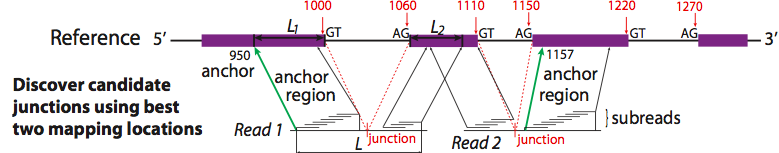 1000 1060 1110 1150 1220 1270
Reference 5′ L1 GT AG L2 GT AG GT AG 3′
950 1157
anchor anchor region anchor region
Discover candidate
junctions using best
two mapping locations
subreads
Read 1 L junction Read 2 junction